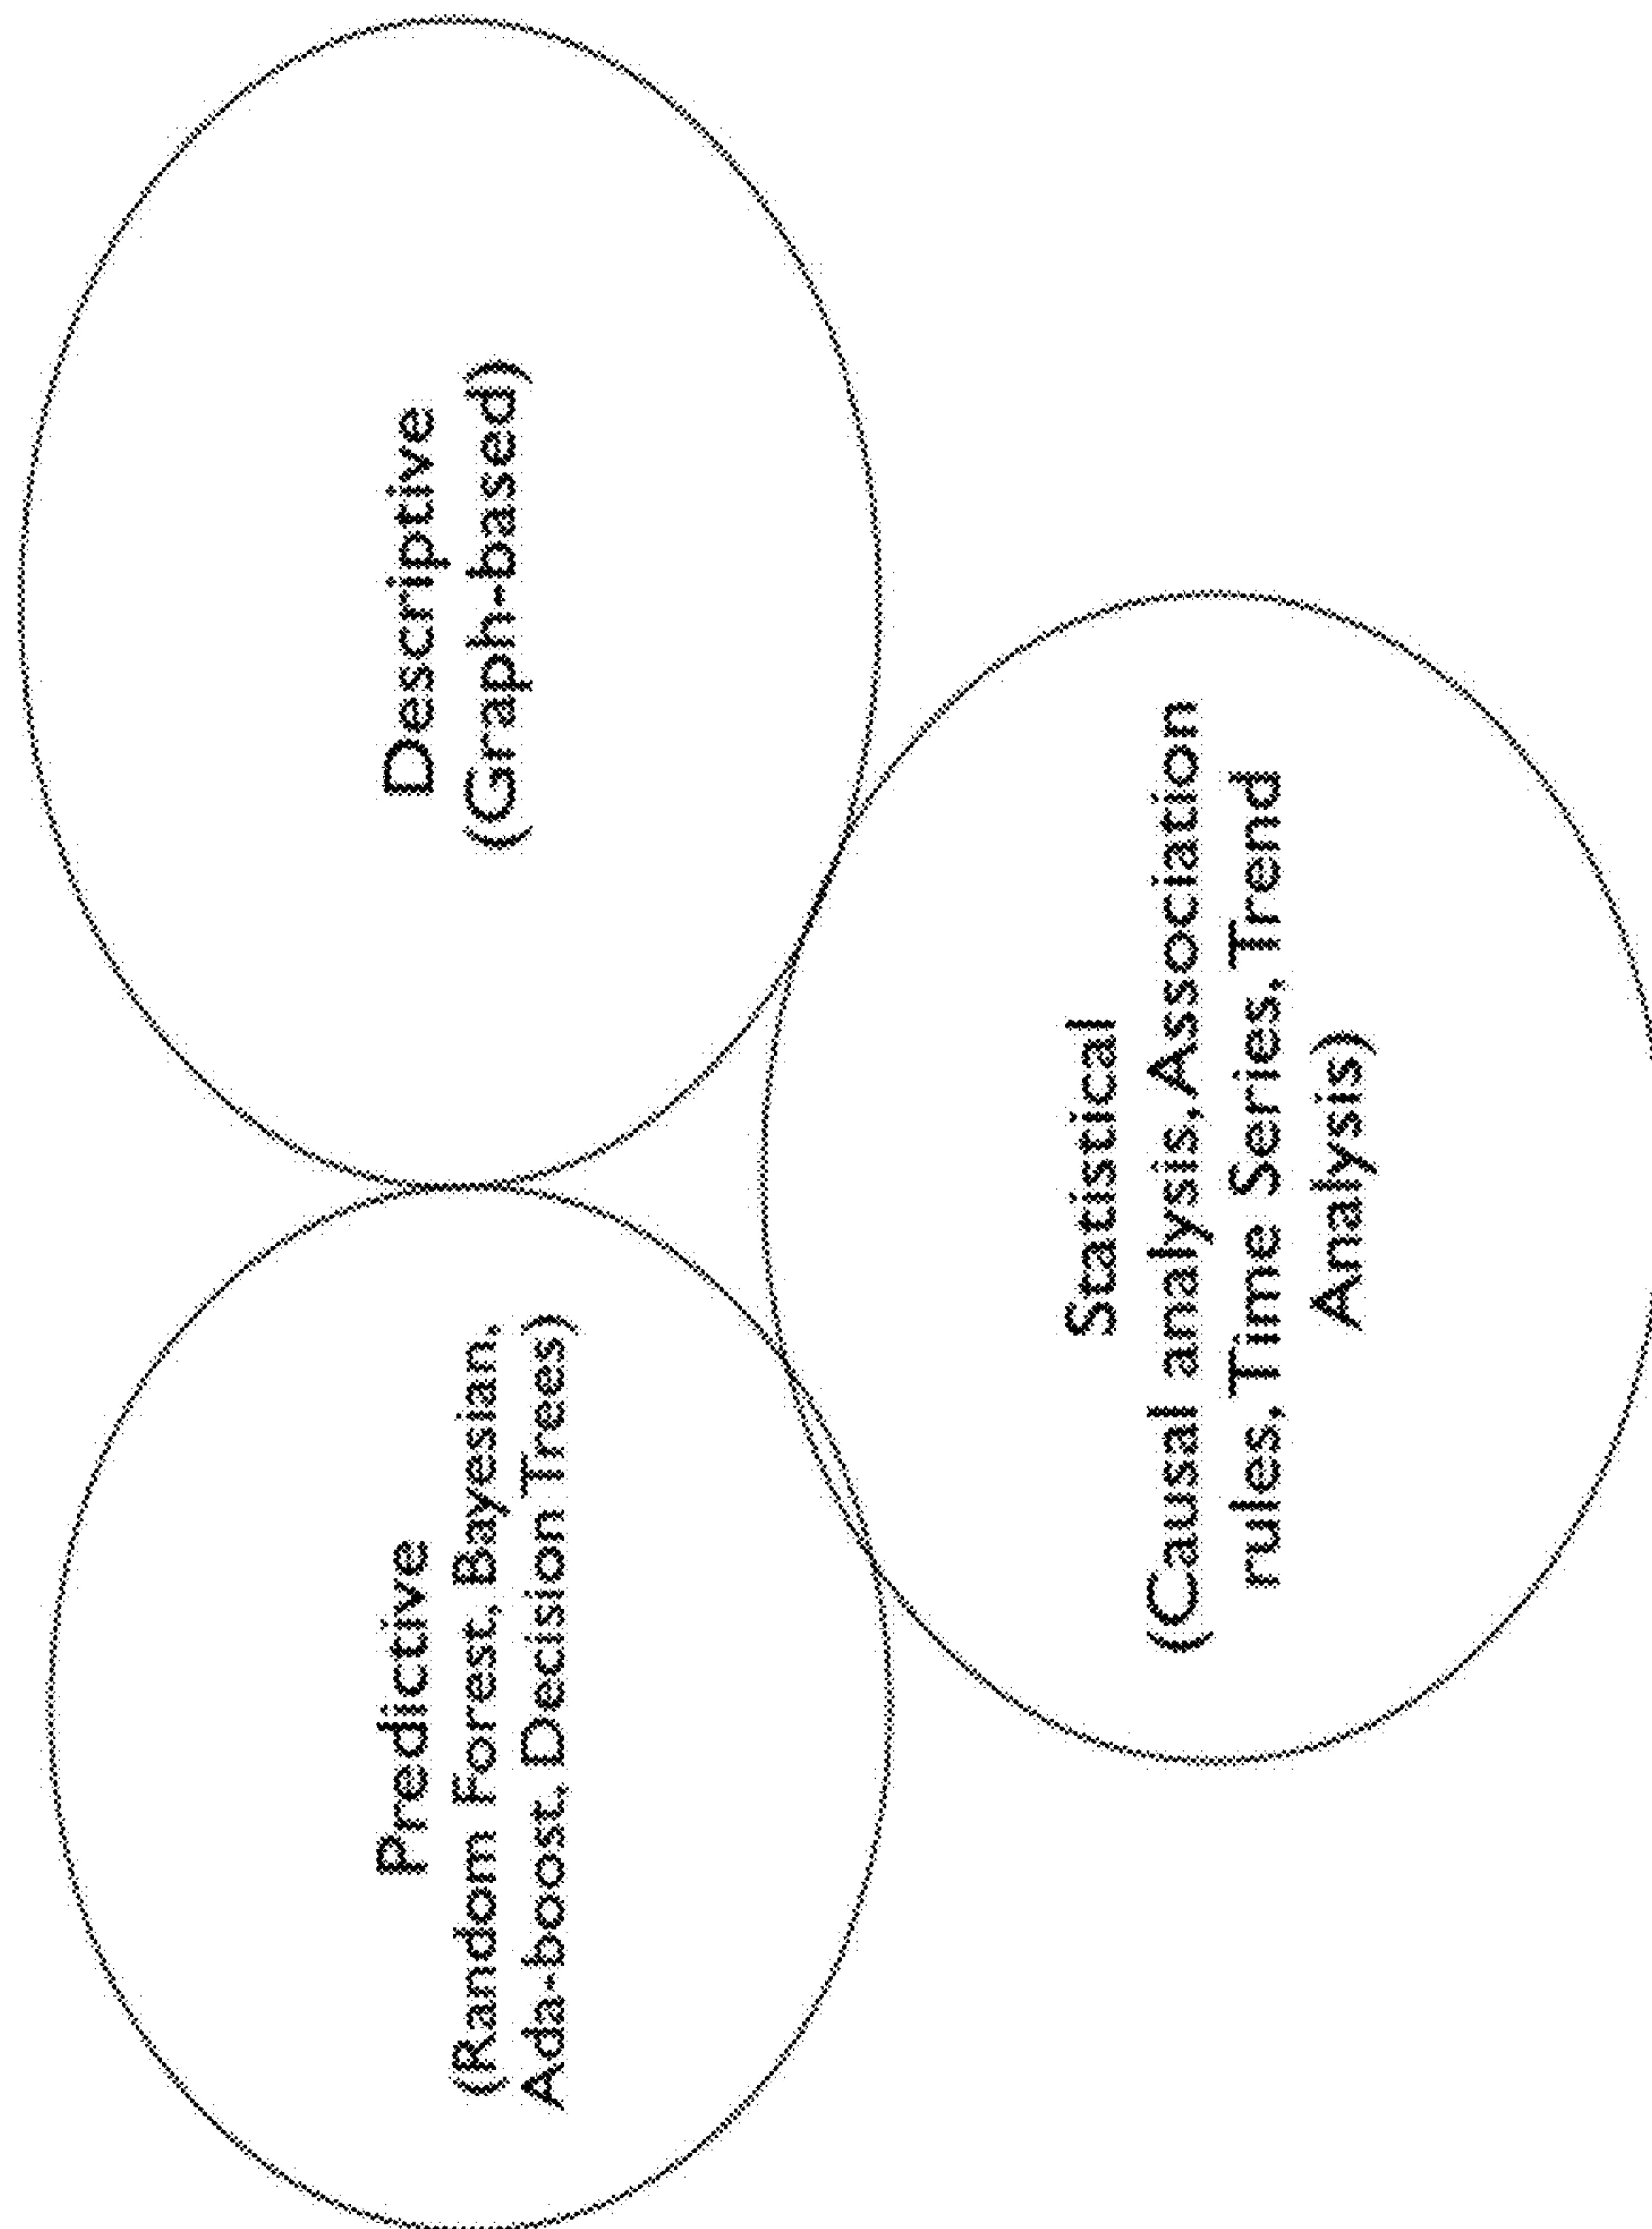 Predictive
(Random Forest, Bayesian,
Ada-boost, Decision Trees)
Descriptive
(Graph-based)
Statistical
(Causal analysis, Association
rules, Time Series, Trend
Analysis)